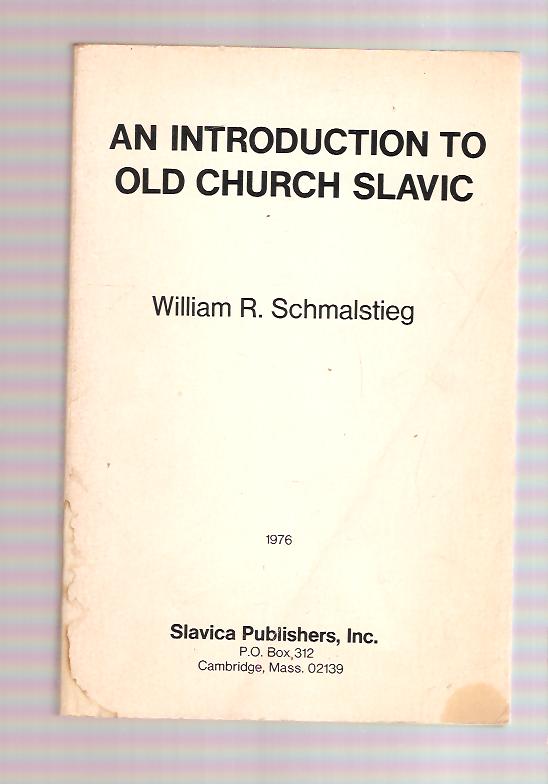 AN INTRODUCTION TO
OLD CHURCH SLAVIC
William R. Schmalstieg
1976
Slavica Publishers, Inc.
P.O. Box 312
Cambridge, Mass. 02139